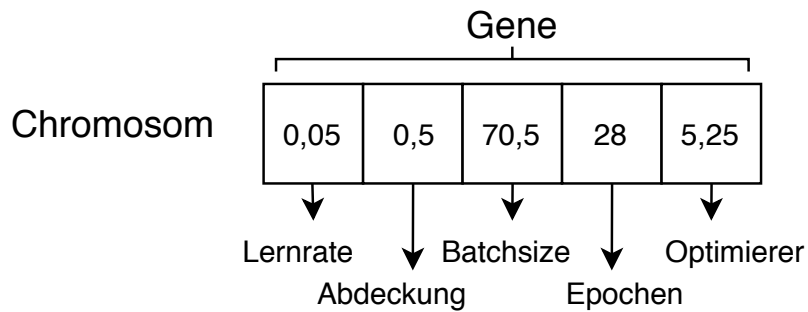 Gene
Chromosom 0,05 0,5 70,5 28 5,25
Lernrate Batchsize Optimierer
Abdeckung Epochen